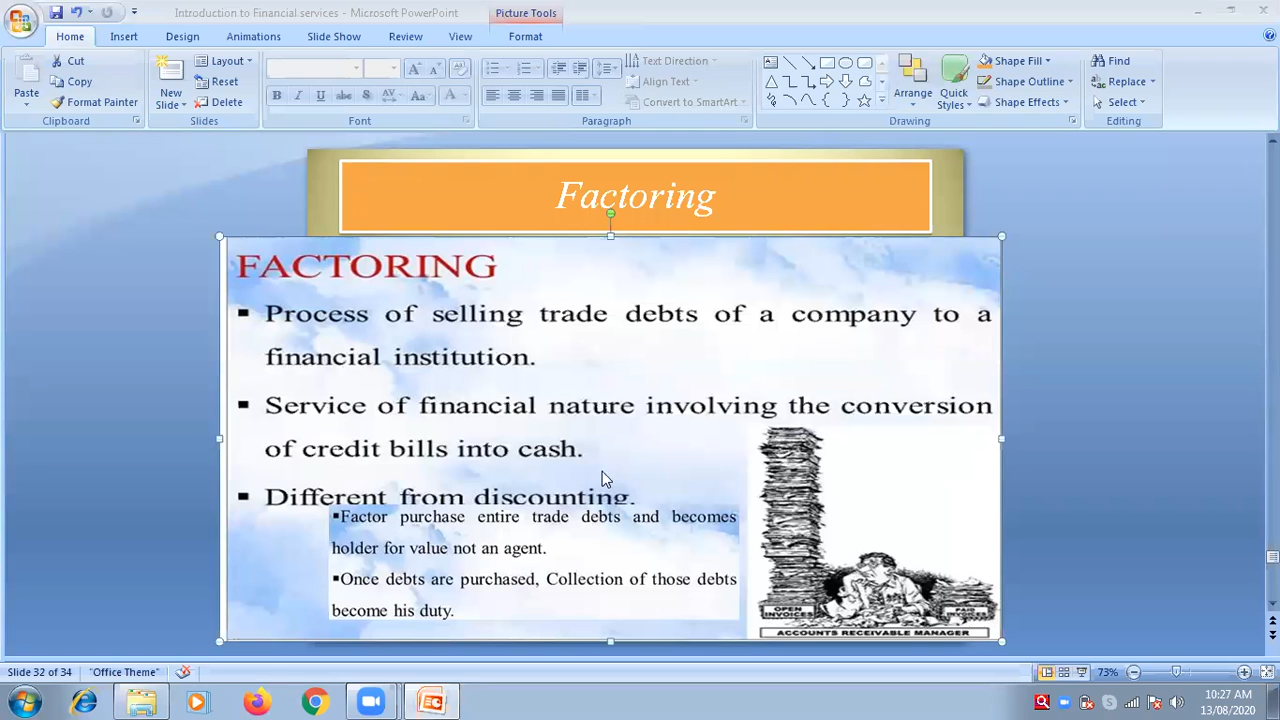 Introduction to Financial services - Microsoft PowerPoint
Picture Tools
Home Insert Design Animations Slide Show Review View Format
Paste
Cut
Copy
Format Painter
Clipboard
New
Slide
Layout
Reset
Delete
Slides
B I U abc S AV Aa A
Font
Text Direction
Align Text
Convert to SmartArt
Paragraph
Arrange
Quick
Styles
Shape Fill
Shape Outline
Shape Effects
Drawing
Find
Replace
Select
Editing
Factoring
FACTORING
▪ Process of selling trade debts of a company to a
financial institution.
▪ Service of financial nature involving the conversion
of credit bills into cash.
▪ Different from discounting.
▪Factor purchase entire trade debts and becomes
holder for value not an agent.
▪Once debts are purchased, Collection of those debts
become his duty.
OPEN
INVOICES
PAID
INVOICES
ACCOUNTS RECEIVABLE MANAGER
Slide 32 of 34 "Office Theme" 73%
10:27 AM
13/08/2020